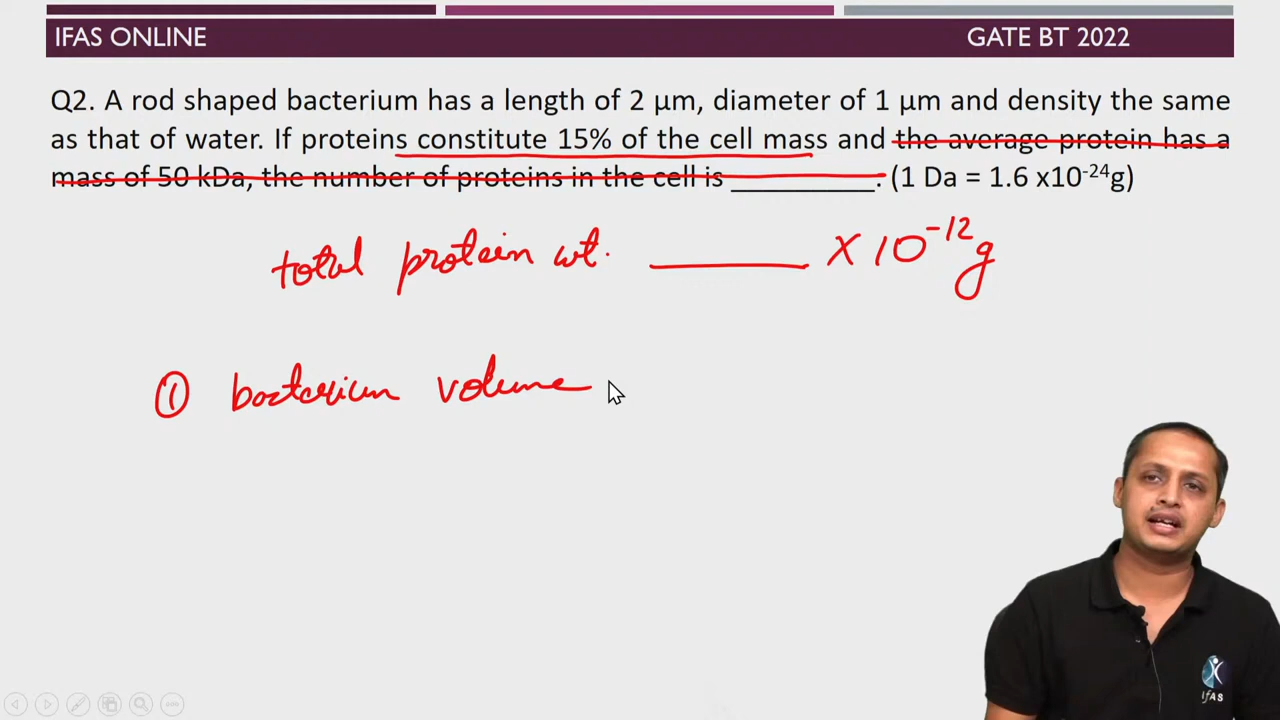 IFAS ONLINE
GATE BT 2022
Q2. A rod shaped bacterium has a length of 2 μm, diameter of 1 μm and density the same
as that of water. If proteins constitute 15% of the cell mass and the average protein has a
mass of 50 kDa, the number of proteins in the cell is __________. (1 Da = 1.6 x10⁻²⁴g)
total protein wt. ______ X 10⁻¹² g
① bacterium volume
ifAS